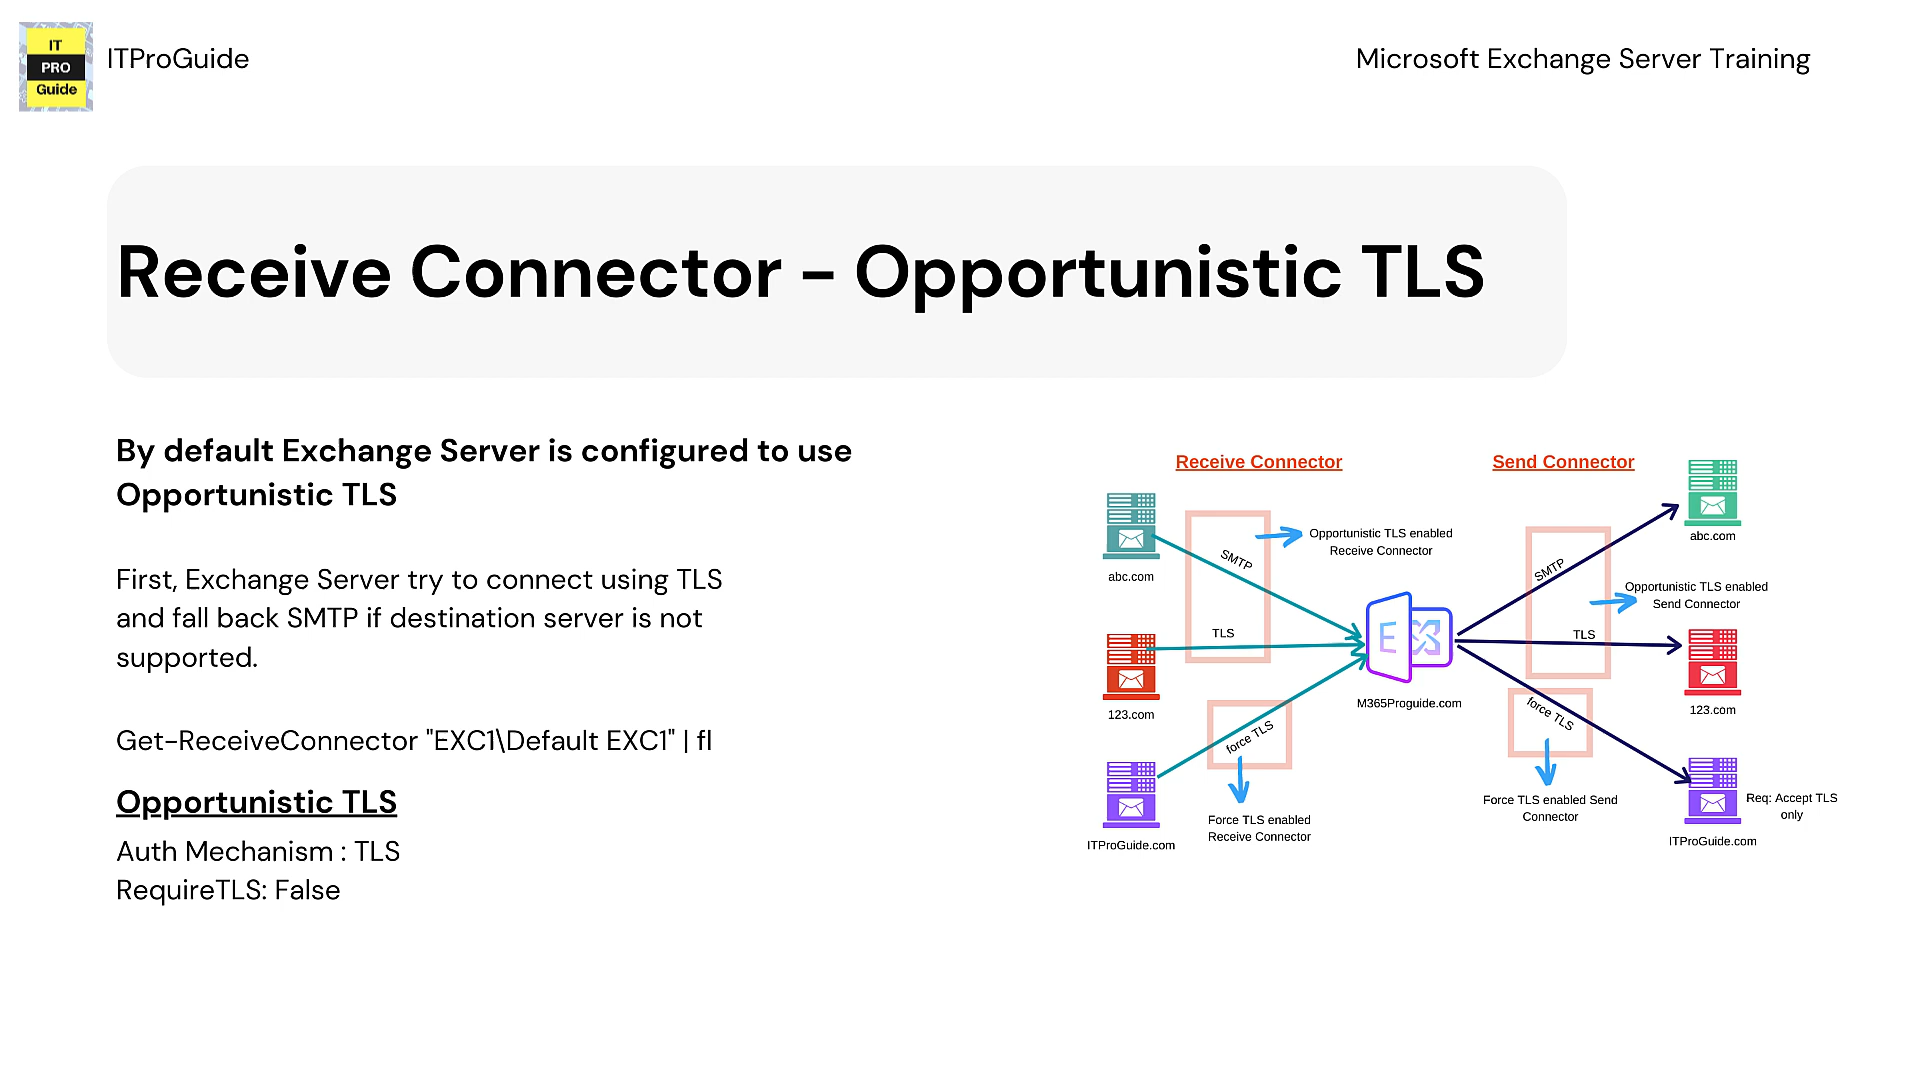 IT
PRO
Guide
ITProGuide
Microsoft Exchange Server Training
Receive Connector - Opportunistic TLS
By default Exchange Server is configured to use
Opportunistic TLS
First, Exchange Server try to connect using TLS
and fall back SMTP if destination server is not
supported.
Get-ReceiveConnector "EXC1\Default EXC1" | fl
Opportunistic TLS
Auth Mechanism : TLS
RequireTLS: False
Receive Connector
abc.com
SMTP
Opportunistic TLS enabled
Receive Connector
TLS
123.com
force TLS
Force TLS enabled
Receive Connector
ITProGuide.com
E
M365Proguide.com
Send Connector
abc.com
SMTP
Opportunistic TLS enabled
Send Connector
TLS
123.com
force TLS
Force TLS enabled Send
Connector
Req: Accept TLS
only
ITProGuide.com